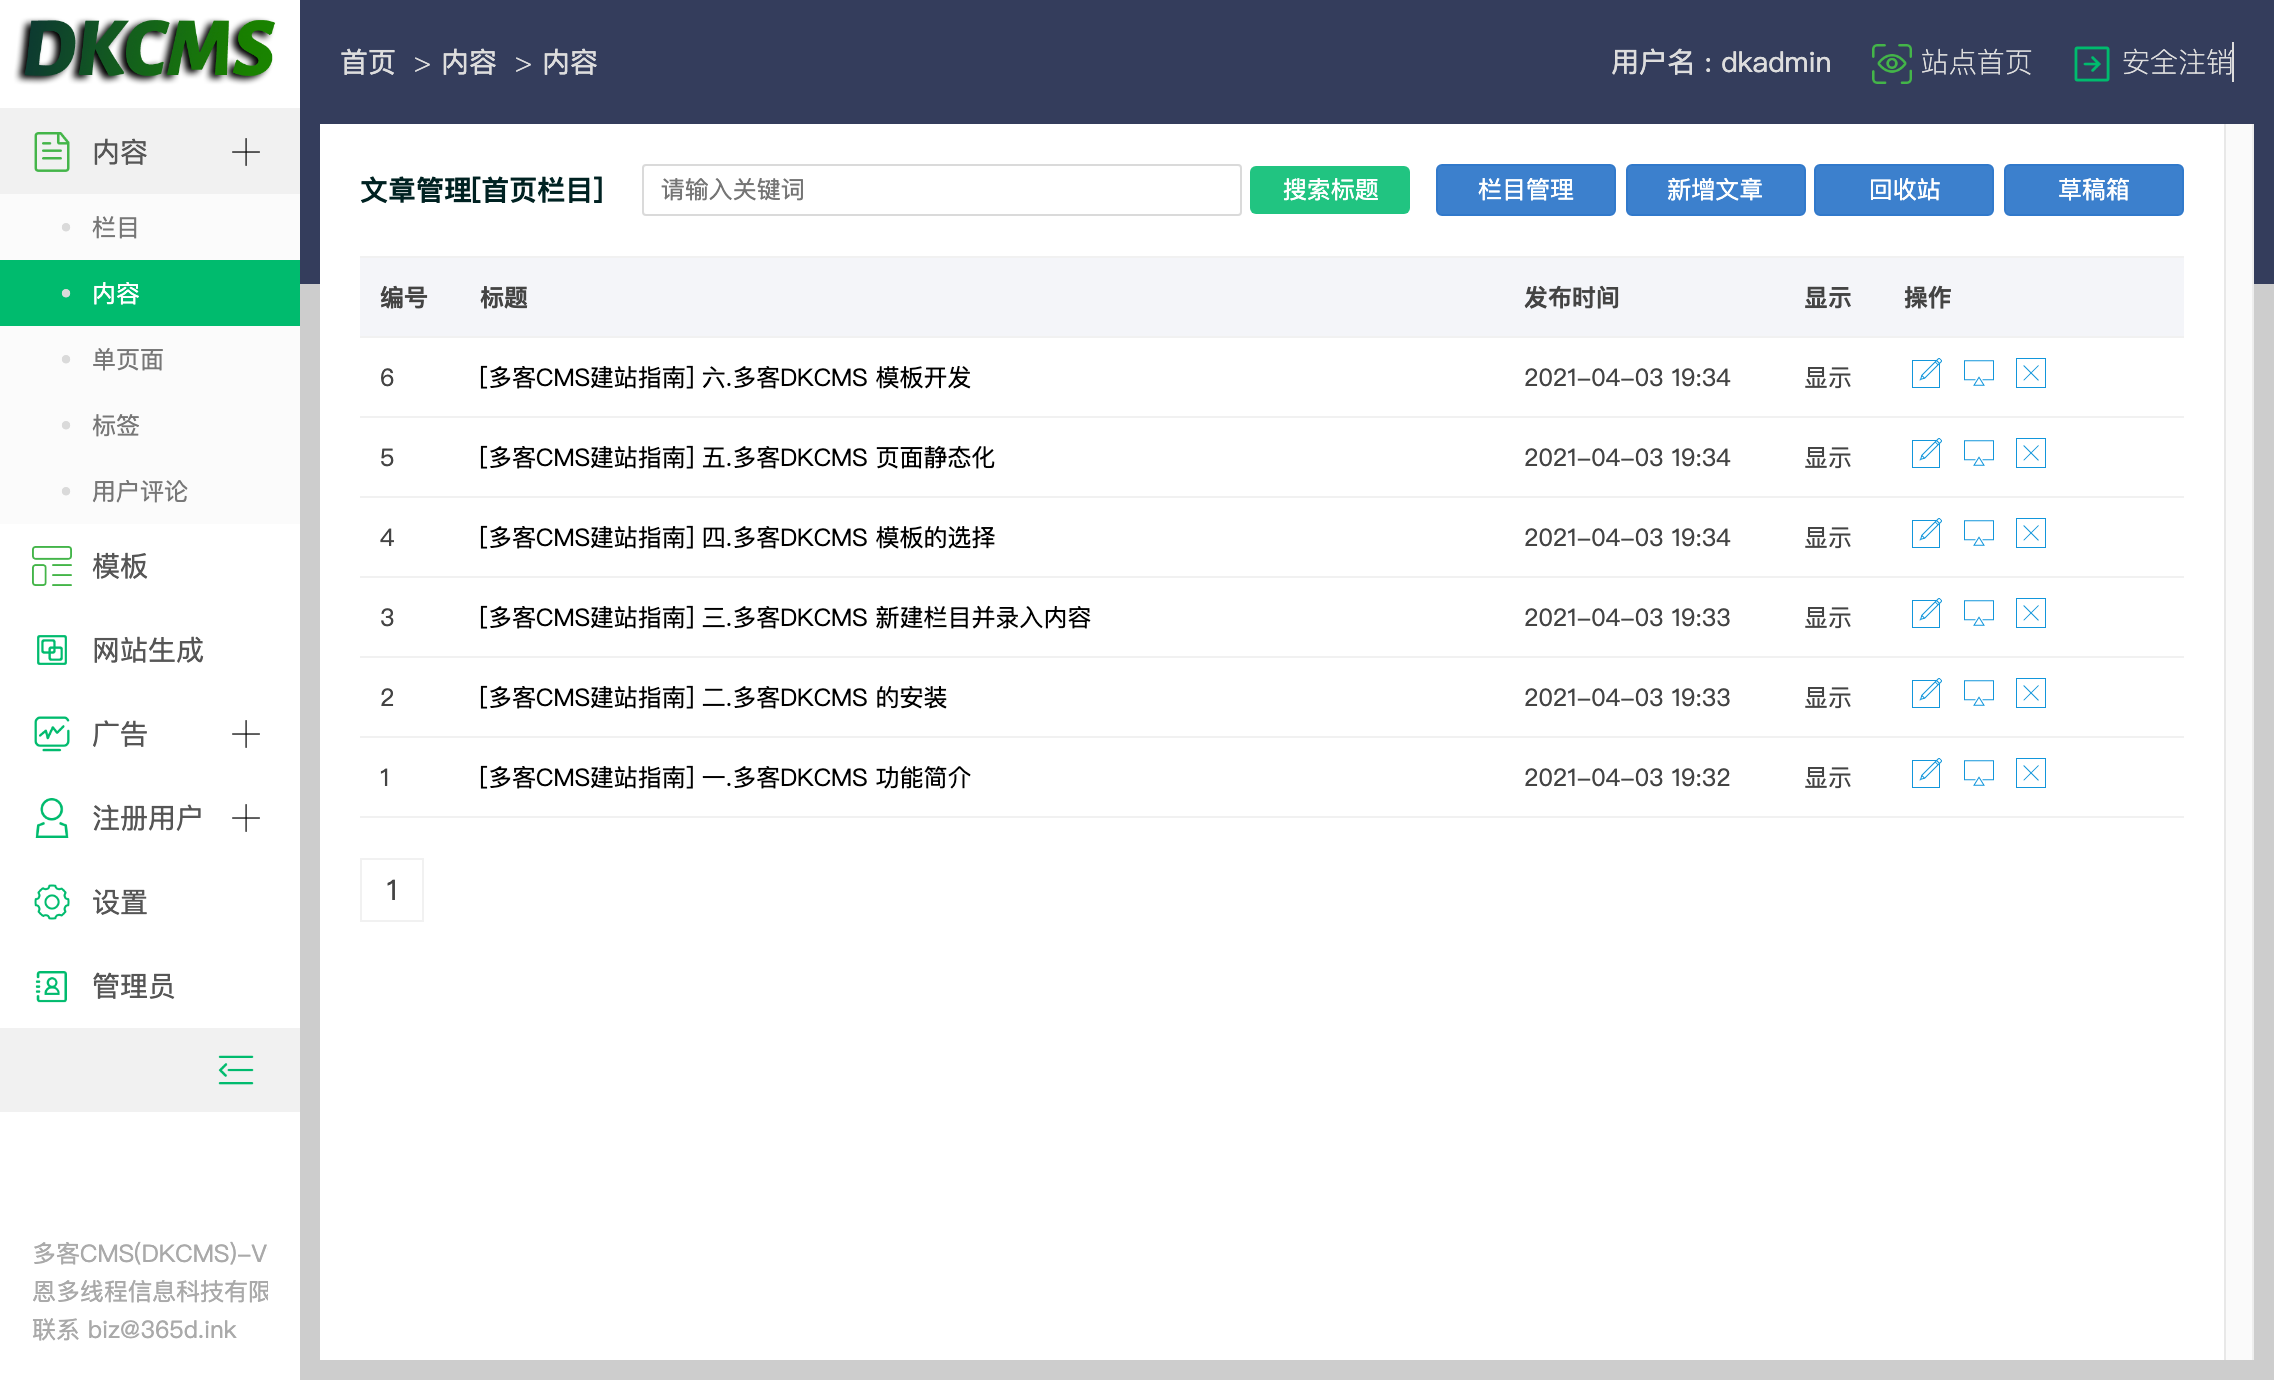 DKCMS
首页 > 内容 > 内容
用户名 : dkadmin
站点首页
安全注销
内容
栏目
内容
单页面
标签
用户评论
模板
网站生成
广告
注册用户
设置
管理员
多客CMS(DKCMS)-V
恩多线程信息科技有限
联系 biz@365d.ink
文章管理[首页栏目]
请输入关键词
搜索标题
栏目管理
新增文章
回收站
草稿箱
编号 标题 发布时间 显示 操作
6 [多客CMS建站指南] 六.多客DKCMS 模板开发 2021-04-03 19:34 显示
5 [多客CMS建站指南] 五.多客DKCMS 页面静态化 2021-04-03 19:34 显示
4 [多客CMS建站指南] 四.多客DKCMS 模板的选择 2021-04-03 19:34 显示
3 [多客CMS建站指南] 三.多客DKCMS 新建栏目并录入内容 2021-04-03 19:33 显示
2 [多客CMS建站指南] 二.多客DKCMS 的安装 2021-04-03 19:33 显示
1 [多客CMS建站指南] 一.多客DKCMS 功能简介 2021-04-03 19:32 显示
1